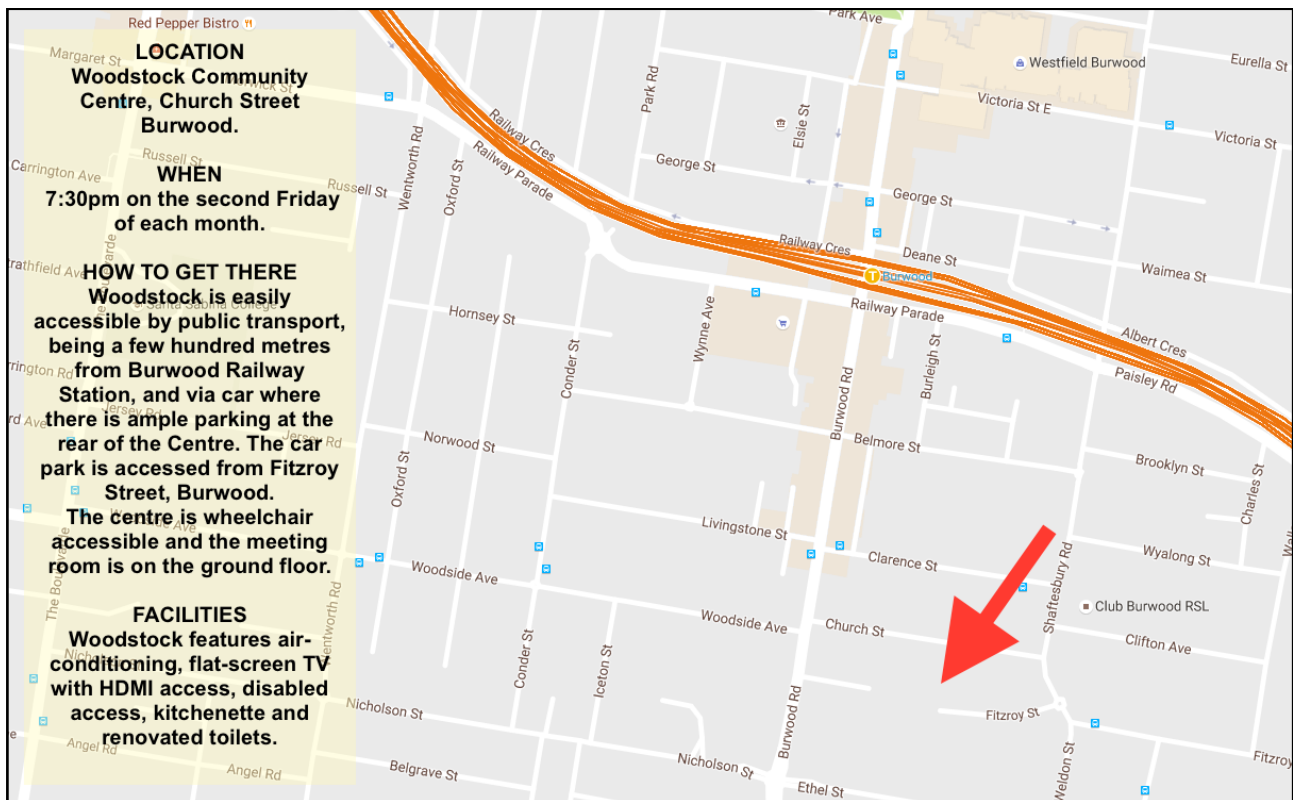 LOCATION
Woodstock Community
Centre, Church Street
Burwood.
WHEN
7:30pm on the second Friday
of each month.
HOW TO GET THERE
Woodstock is easily
accessible by public transport,
being a few hundred metres
from Burwood Railway
Station, and via car where
there is ample parking at the
rear of the Centre. The car
park is accessed from Fitzroy
Street, Burwood.
The centre is wheelchair
accessible and the meeting
room is on the ground floor.
FACILITIES
Woodstock features air-
conditioning, flat-screen TV
with HDMI access, disabled
access, kitchenette and
renovated toilets.
Red Pepper Bistro
Margaret St
Russell St
Russell St
Carrington Ave
Santa Sabina College
Jersey Rd
Jersey Rd
The Boulevarde
Angel Rd
Angel Rd
Wentworth Rd
Oxford St
Railway Cres
Railway Parade
Park Rd
Park Ave
Elsie St
George St
George St
Westfield Burwood
Victoria St E
Victoria St
Eurella St
Railway Cres
Deane St
T Burwood
Railway Parade
Waimea St
Albert Cres
Paisley Rd
Hornsey St
Conder St
Wynne Ave
Burwood Rd
Burleigh St
Norwood St
Oxford St
Belmore St
Brooklyn St
Charles St
Livingstone St
Clarence St
Shaftesbury Rd
Wyalong St
Woodside Ave
Woodside Ave
Church St
Club Burwood RSL
Clifton Ave
Conder St
Iceton St
Burwood Rd
Nicholson St
Nicholson St
Fitzroy St
Fitzroy
Weldon St
Belgrave St
Ethel St